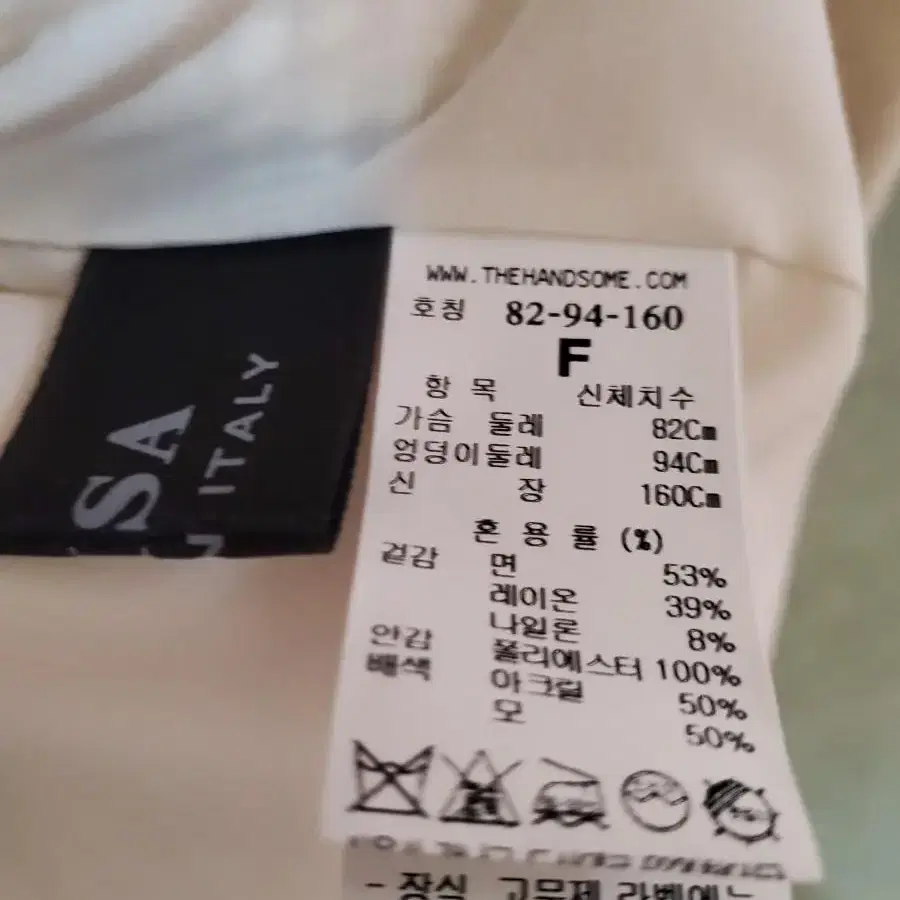 SA
ITALY
WWW.THEHANDSOME.COM
호칭 82-94-160
F
항 목 신체치수
가슴 둘레 82Cm
엉덩이둘레 94Cm
신 장 160Cm
혼 용 률 (%)
겉감 면 53%
레이온 39%
나일론 8%
안감 폴리에스터 100%
배색 아크릴 50%
모 50%
- 장식 고무제 라벨에는